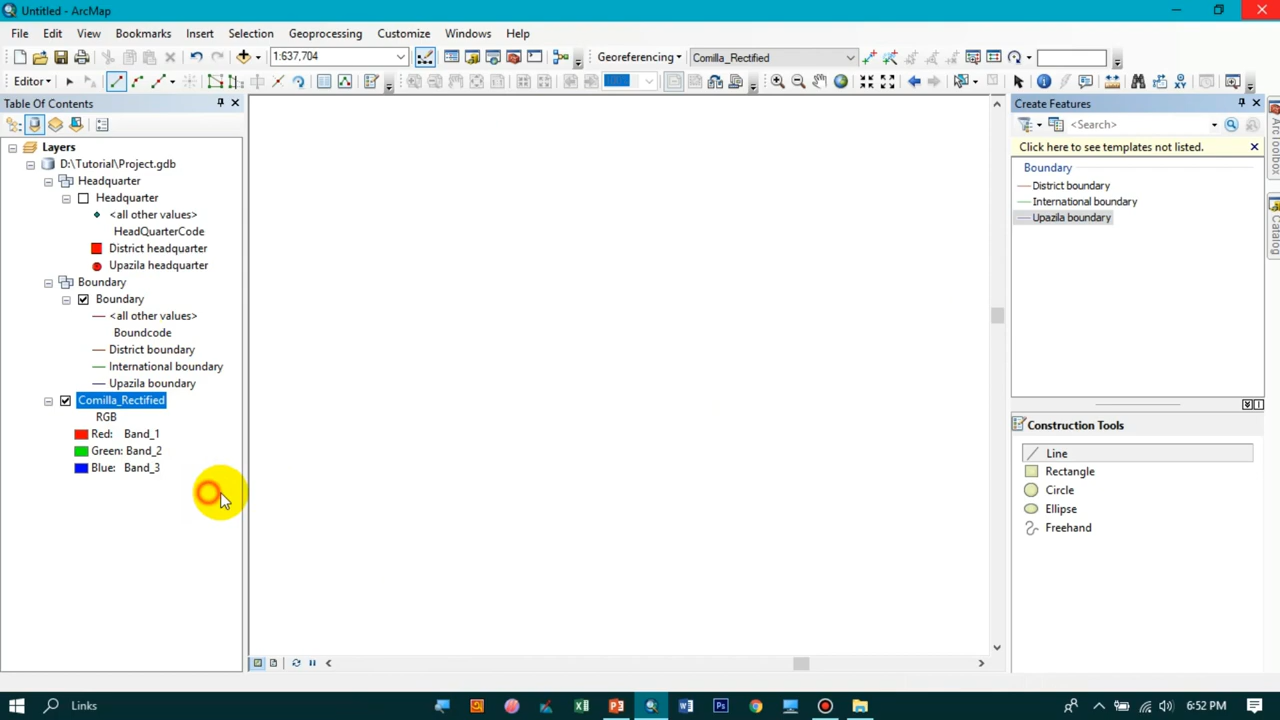 Untitled - ArcMap
File Edit View Bookmarks Insert Selection Geoprocessing Customize Windows Help
1:637,704 Georeferencing Comilla_Rectified
Editor
Table Of Contents
Layers
D:\Tutorial\Project.gdb
Headquarter
Headquarter
<all other values>
HeadQuarterCode
District headquarter
Upazila headquarter
Boundary
Boundary
<all other values>
Boundcode
District boundary
International boundary
Upazila boundary
Comilla_Rectified
RGB
Red: Band_1
Green: Band_2
Blue: Band_3
Create Features
<Search>
Click here to see templates not listed.
Boundary
District boundary
International boundary
Upazila boundary
Construction Tools
Line
Rectangle
Circle
Ellipse
Freehand
ArcToolbox
Catalog
Links
6:52 PM